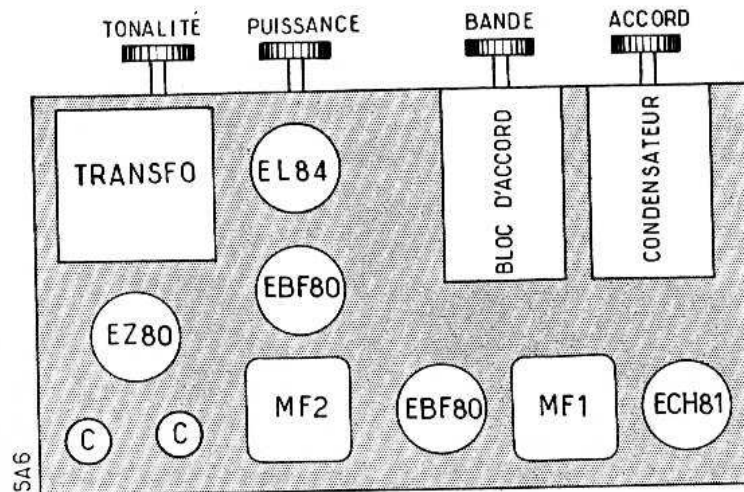 TONALITÉ PUISSANCE BANDE ACCORD
TRANSFO
EL84
BLOC D'ACCORD
CONDENSATEUR
EBF80
EZ80
MF2
EBF80
MF1
ECH81
C
C
SA6